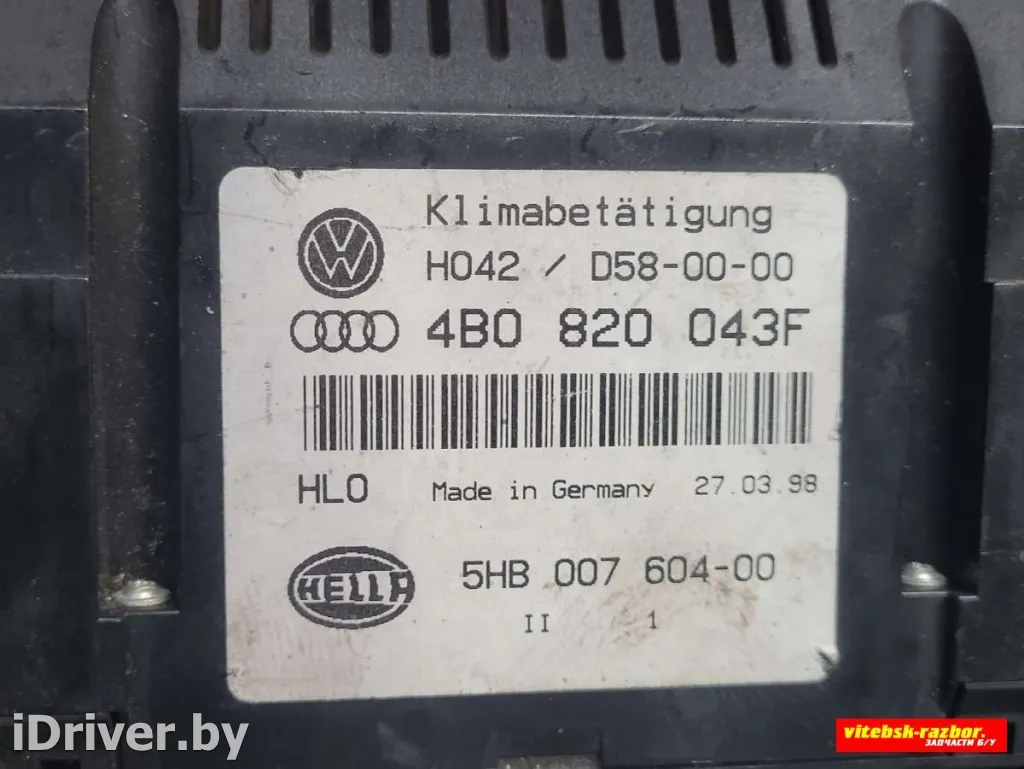 Klimabetätigung
H042 / D58-00-00
4B0 820 043F
HL0 Made in Germany 27.03.98
HELLA 5HB 007 604-00
II 1
iDriver.by
vitebsk-razbor.
ЗАПЧАСТИ Б/У